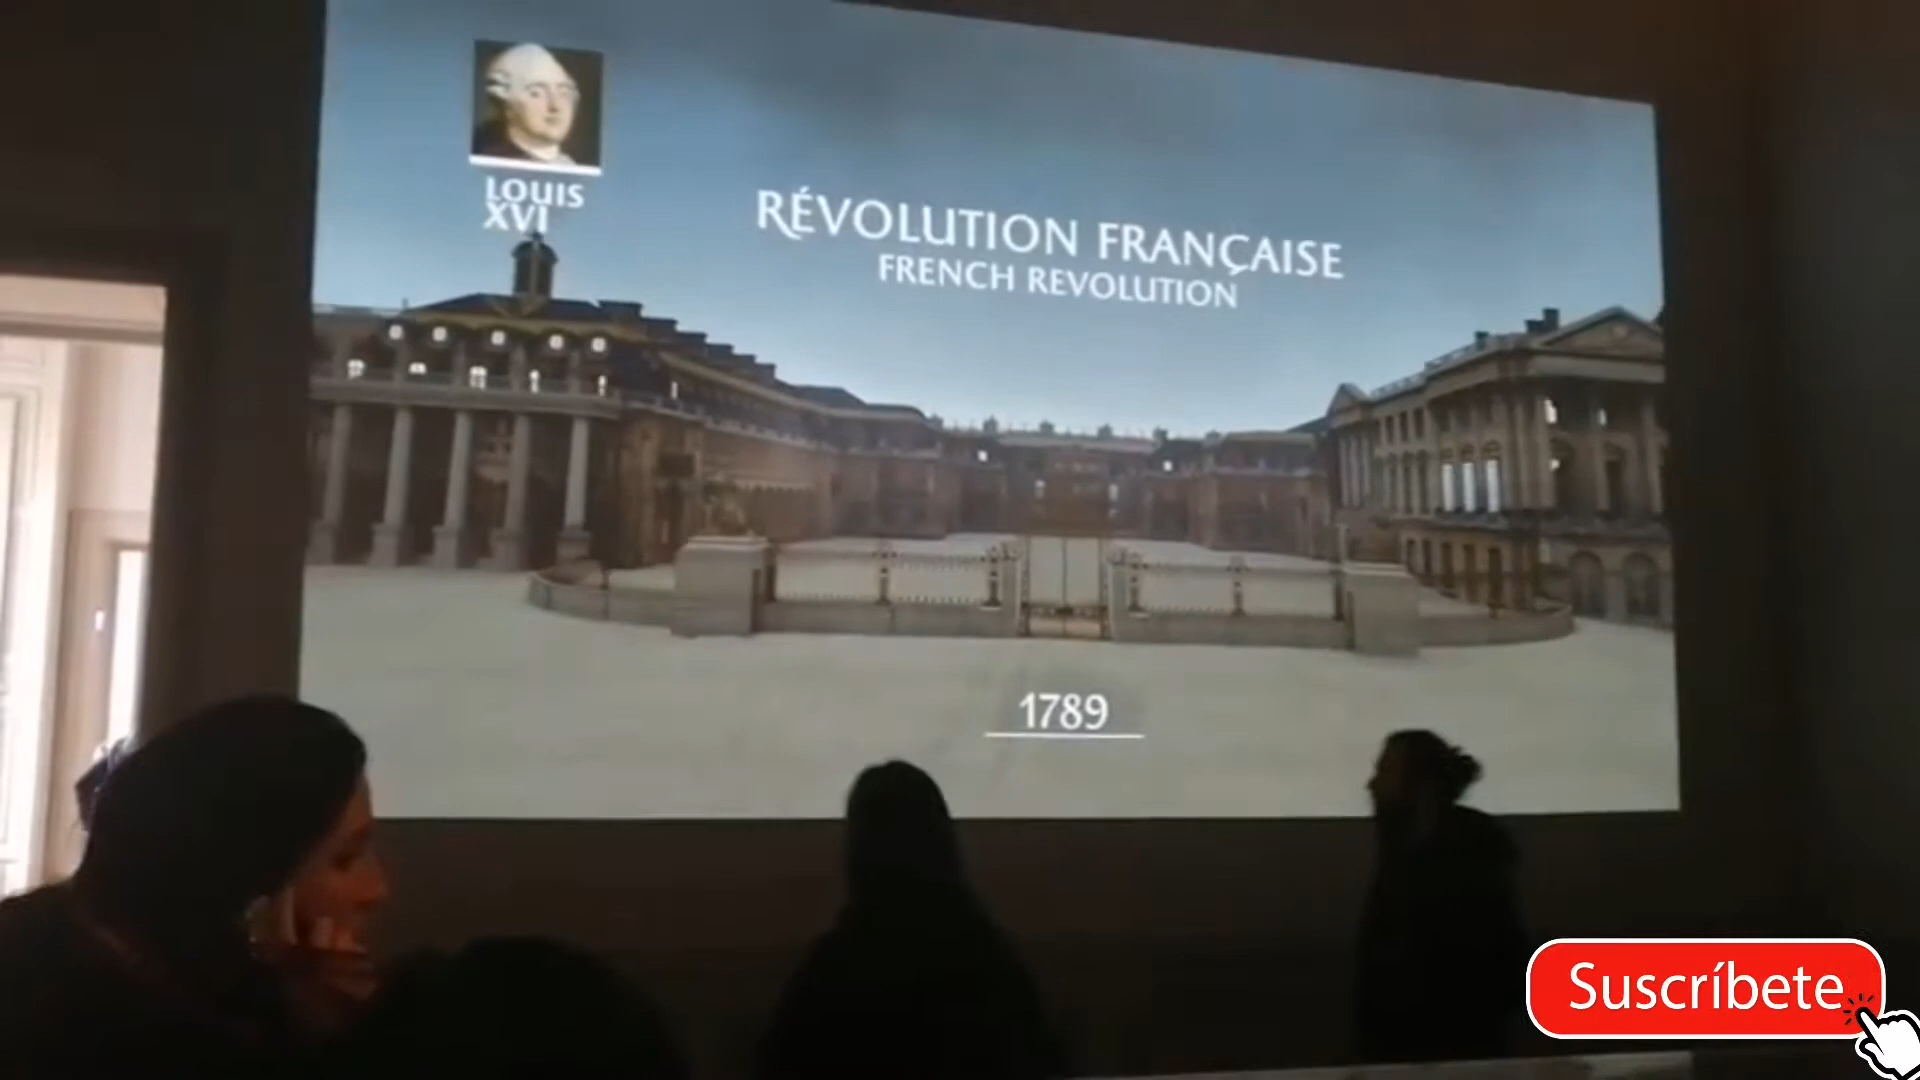 LOUIS
XVI
RÉVOLUTION FRANÇAISE
FRENCH REVOLUTION
1789
Suscríbete